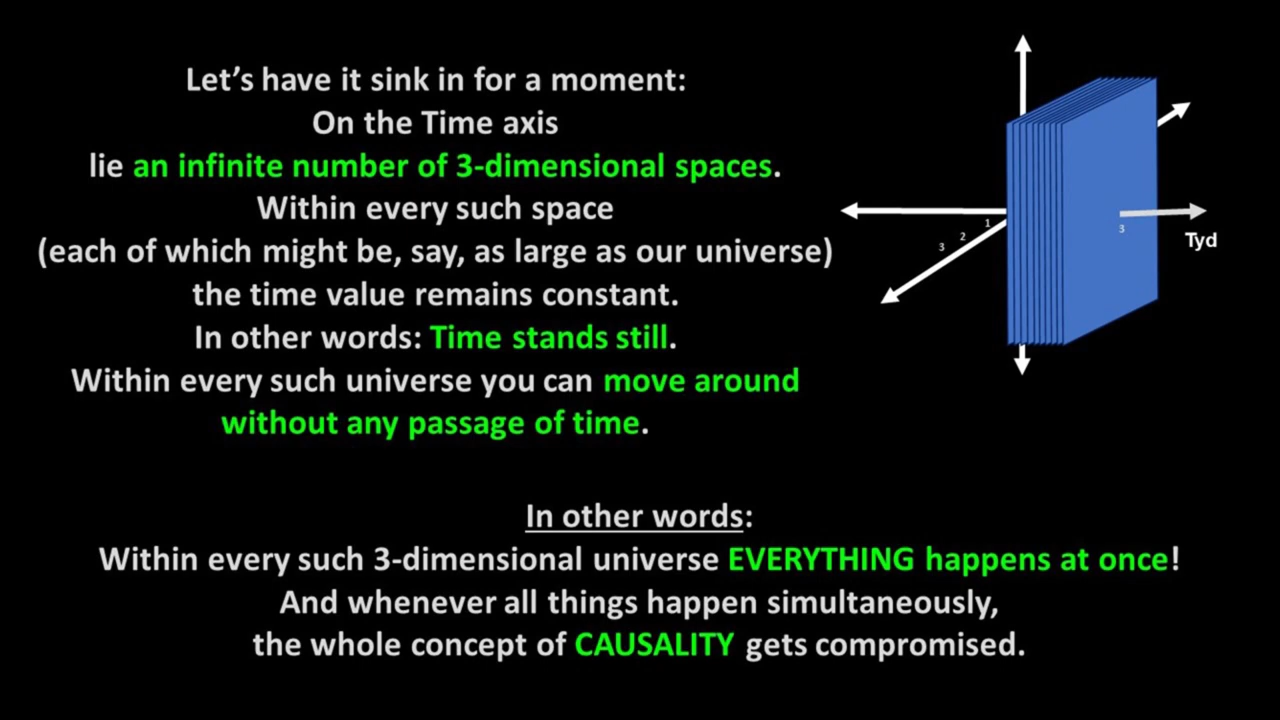 Let's have it sink in for a moment:
On the Time axis
lie an infinite number of 3-dimensional spaces.
Within every such space
(each of which might be, say, as large as our universe)
the time value remains constant.
In other words: Time stands still.
Within every such universe you can move around
without any passage of time.
1
2
3
3
Tyd
In other words:
Within every such 3-dimensional universe EVERYTHING happens at once!
And whenever all things happen simultaneously,
the whole concept of CAUSALITY gets compromised.